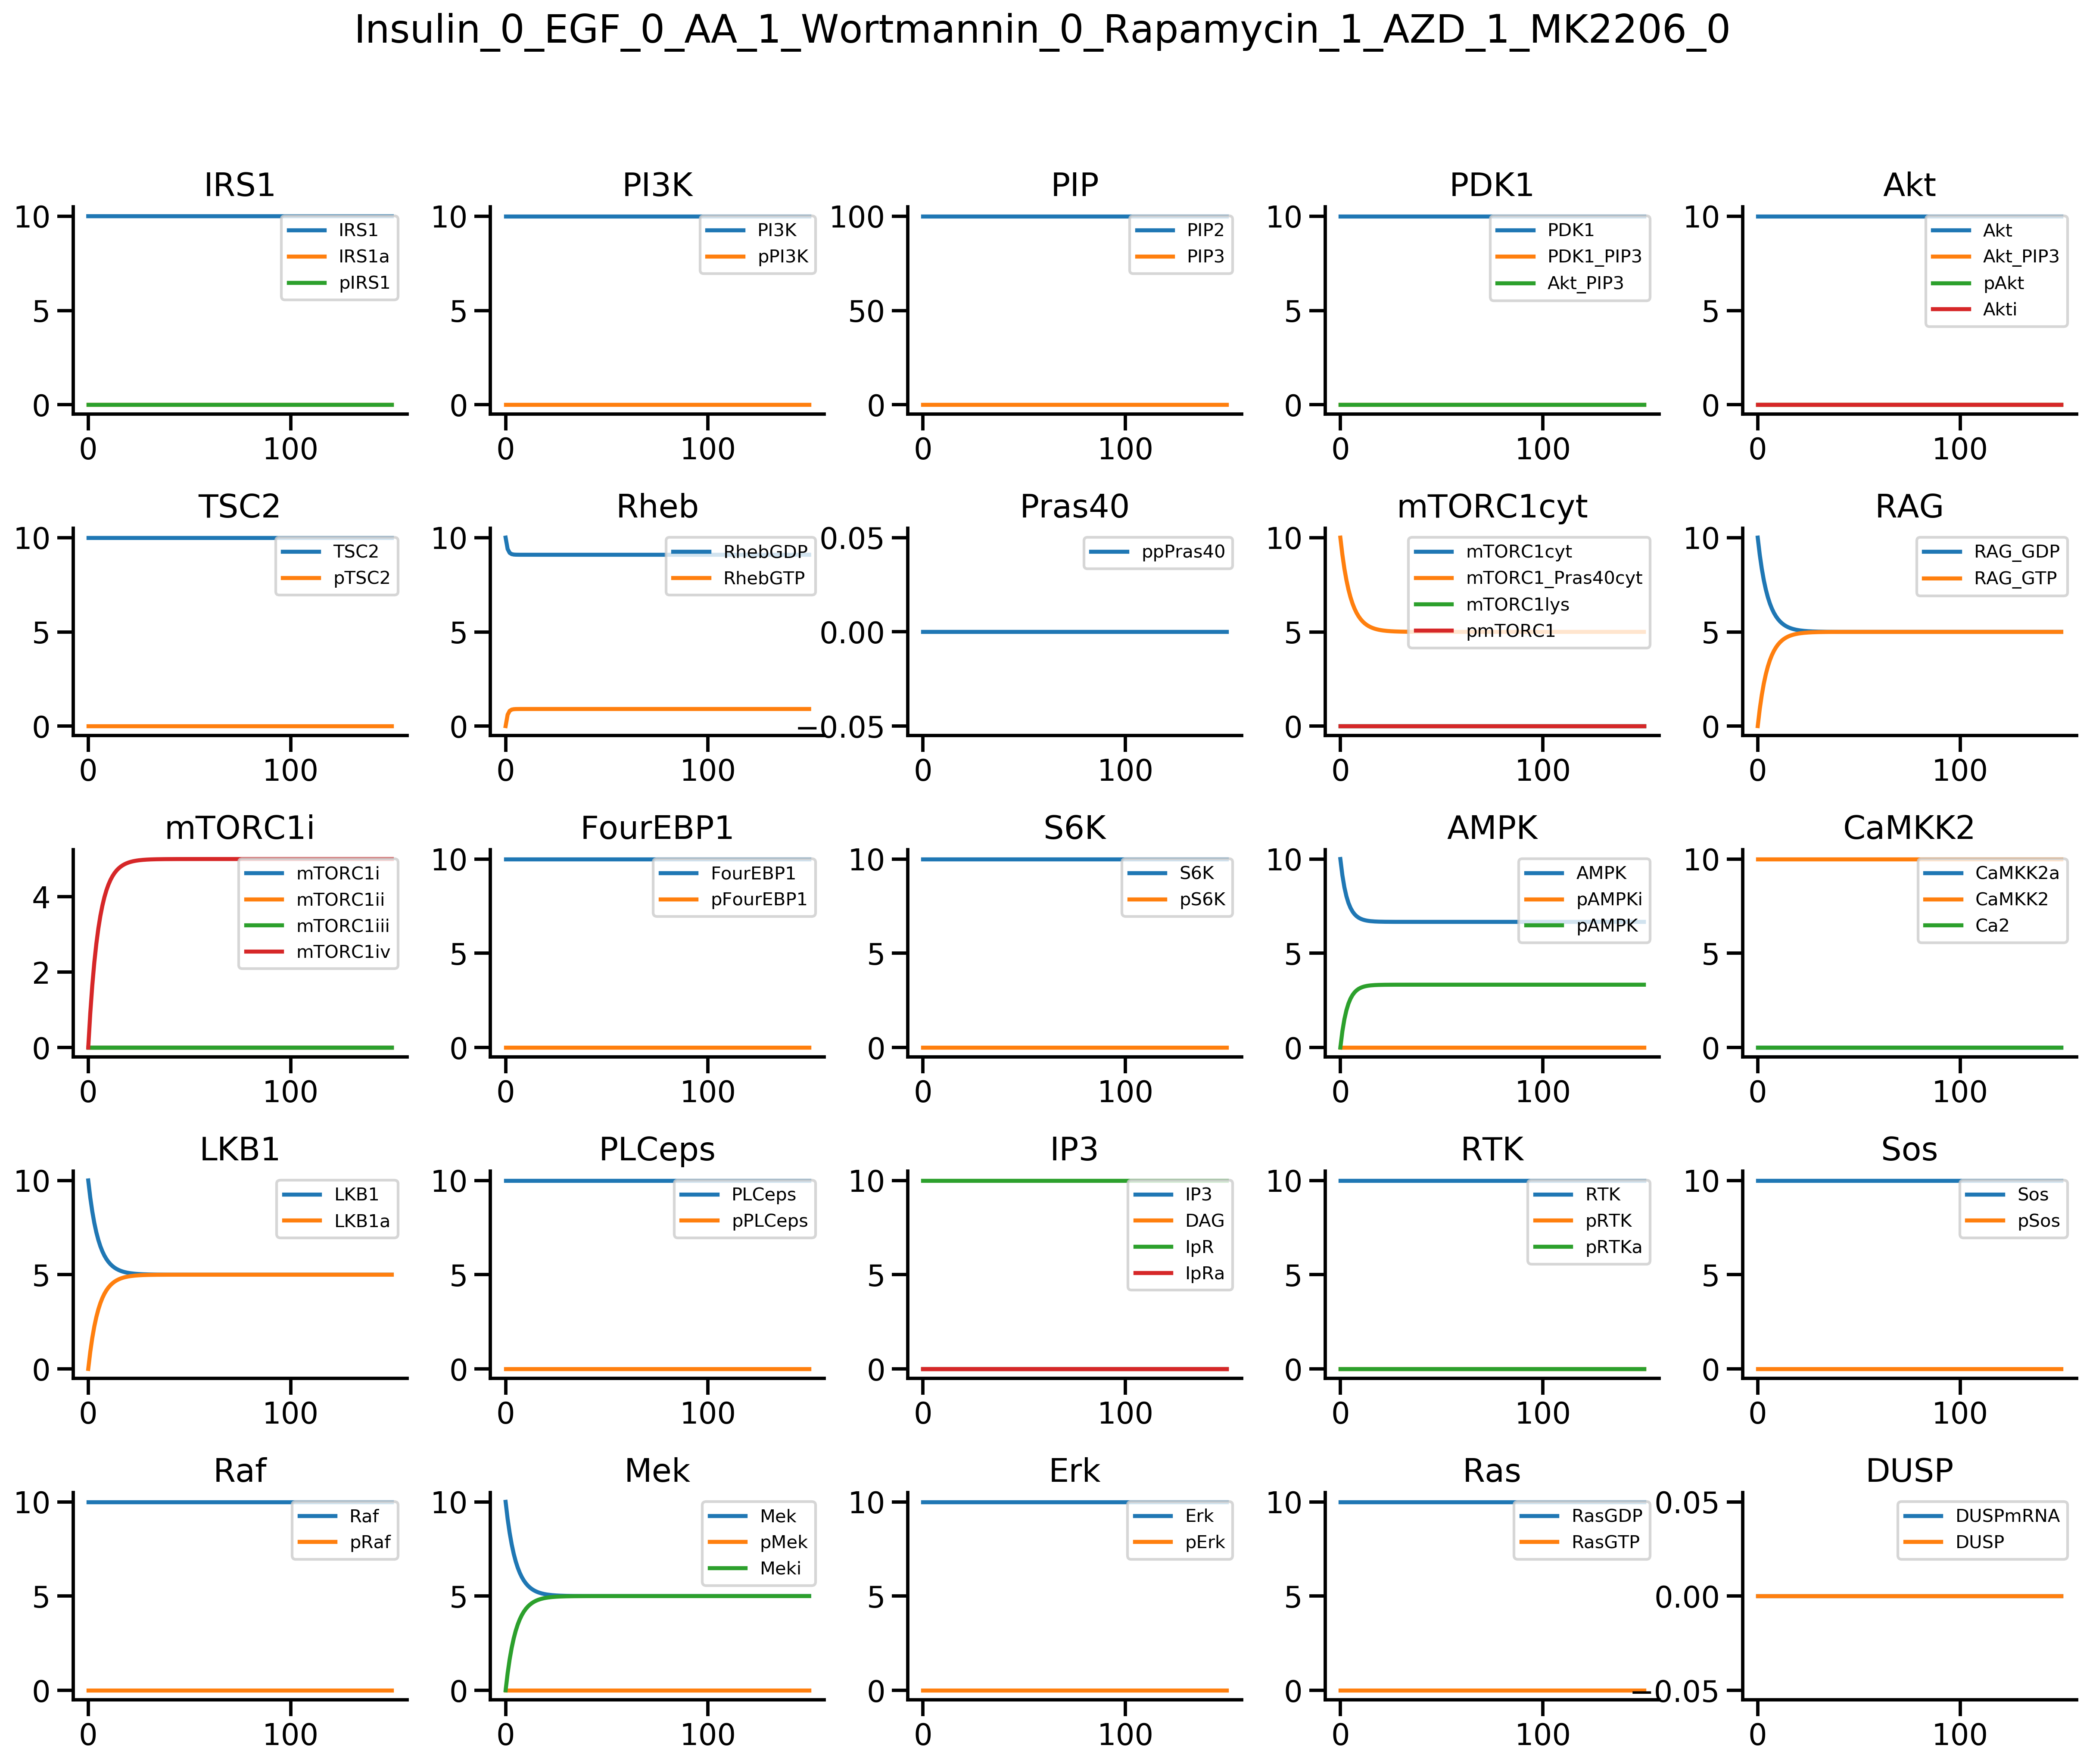 Insulin_0_EGF_0_AA_1_Wortmannin_0_Rapamycin_1_AZD_1_MK2206_0
IRS1
10
5
0
0
100
IRS1
IRS1a
pIRS1
PI3K
10
5
0
0
100
PI3K
pPI3K
PIP
100
50
0
0
100
PIP2
PIP3
PDK1
10
5
0
0
100
PDK1
PDK1_PIP3
Akt_PIP3
Akt
10
5
0
0
100
Akt
Akt_PIP3
pAkt
Akti
TSC2
10
5
0
0
100
TSC2
pTSC2
Rheb
10
5
0
0
100
RhebGDP
RhebGTP
Pras40
0.05
0.00
−0.05
0
100
ppPras40
mTORC1cyt
10
5
0
0
100
mTORC1cyt
mTORC1_Pras40cyt
mTORC1lys
pmTORC1
RAG
10
5
0
0
100
RAG_GDP
RAG_GTP
mTORC1i
4
2
0
0
100
mTORC1i
mTORC1ii
mTORC1iii
mTORC1iv
FourEBP1
10
5
0
0
100
FourEBP1
pFourEBP1
S6K
10
5
0
0
100
S6K
pS6K
AMPK
10
5
0
0
100
AMPK
pAMPKi
pAMPK
CaMKK2
10
5
0
0
100
CaMKK2a
CaMKK2
Ca2
LKB1
10
5
0
0
100
LKB1
LKB1a
PLCeps
10
5
0
0
100
PLCeps
pPLCeps
IP3
10
5
0
0
100
IP3
DAG
IpR
IpRa
RTK
10
5
0
0
100
RTK
pRTK
pRTKa
Sos
10
5
0
0
100
Sos
pSos
Raf
10
5
0
0
100
Raf
pRaf
Mek
10
5
0
0
100
Mek
pMek
Meki
Erk
10
5
0
0
100
Erk
pErk
Ras
10
5
0
0
100
RasGDP
RasGTP
DUSP
0.05
0.00
−0.05
0
100
DUSPmRNA
DUSP